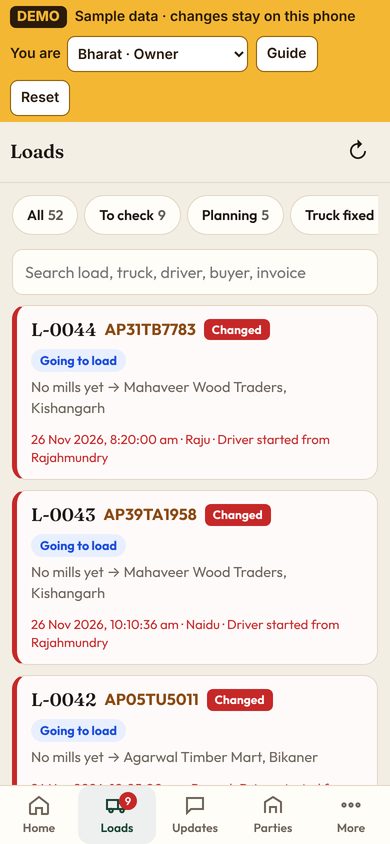 DEMO Sample data · changes stay on this phone
You are Bharat · Owner Guide
Reset
Loads
All 52 To check 9 Planning 5 Truck fixed
Search load, truck, driver, buyer, invoice
L-0044 AP31TB7783 Changed
Going to load
No mills yet → Mahaveer Wood Traders,
Kishangarh
26 Nov 2026, 8:20:00 am · Raju · Driver started from
Rajahmundry
L-0043 AP39TA1958 Changed
Going to load
No mills yet → Mahaveer Wood Traders,
Kishangarh
26 Nov 2026, 10:10:36 am · Naidu · Driver started from
Rajahmundry
L-0042 AP05TU5011 Changed
Going to load
No mills yet → Agarwal Timber Mart, Bikaner
9
Home Loads Updates Parties More